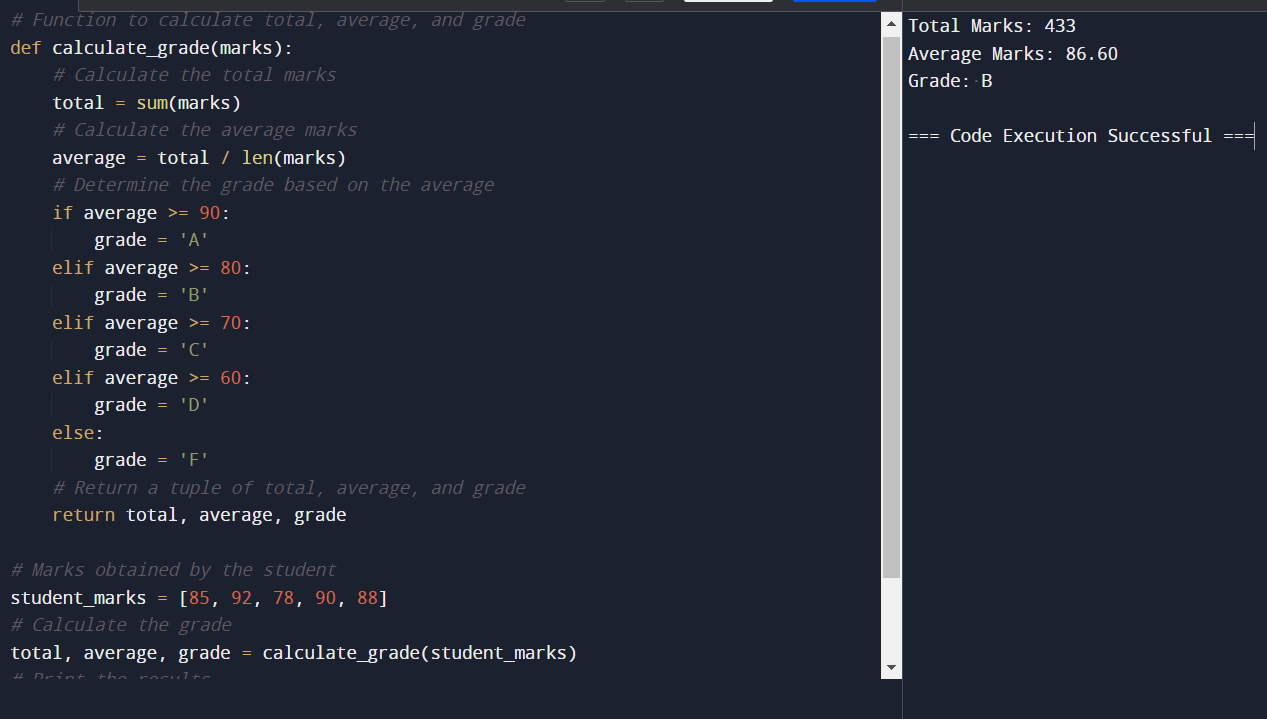 # Function to calculate total, average, and grade
def calculate_grade(marks):
    # Calculate the total marks
    total = sum(marks)
    # Calculate the average marks
    average = total / len(marks)
    # Determine the grade based on the average
    if average >= 90:
        grade = 'A'
    elif average >= 80:
        grade = 'B'
    elif average >= 70:
        grade = 'C'
    elif average >= 60:
        grade = 'D'
    else:
        grade = 'F'
    # Return a tuple of total, average, and grade
    return total, average, grade

# Marks obtained by the student
student_marks = [85, 92, 78, 90, 88]
# Calculate the grade
total, average, grade = calculate_grade(student_marks)
# Print the results
Total Marks: 433
Average Marks: 86.60
Grade: B

=== Code Execution Successful ===